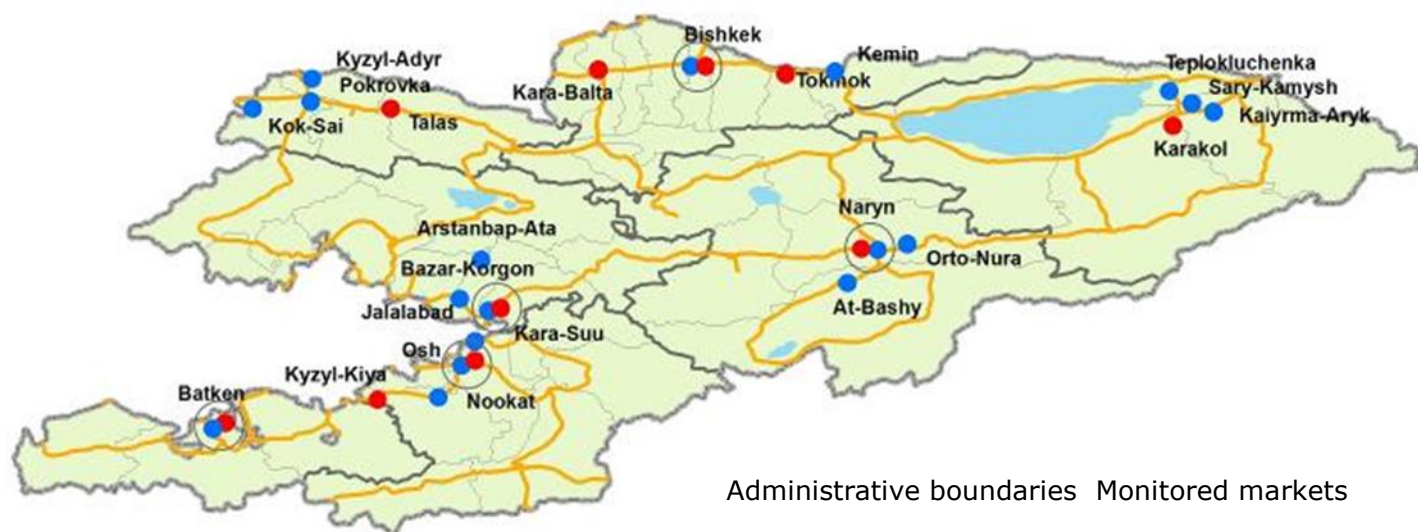 Bishkek
Kemin
Kyzyl-Adyr
Teplokluchenka
Pokrovka
Tokmok
Sary-Kamysh
Kara-Balta
Kok-Sai
Talas
Kaiyrma-Aryk
Karakol
Naryn
Arstanbap-Ata
Orto-Nura
Bazar-Korgon
At-Bashy
Jalalabad
Kara-Suu
Osh
Kyzyl-Kiya
Batken
Nookat
Administrative boundaries Monitored markets